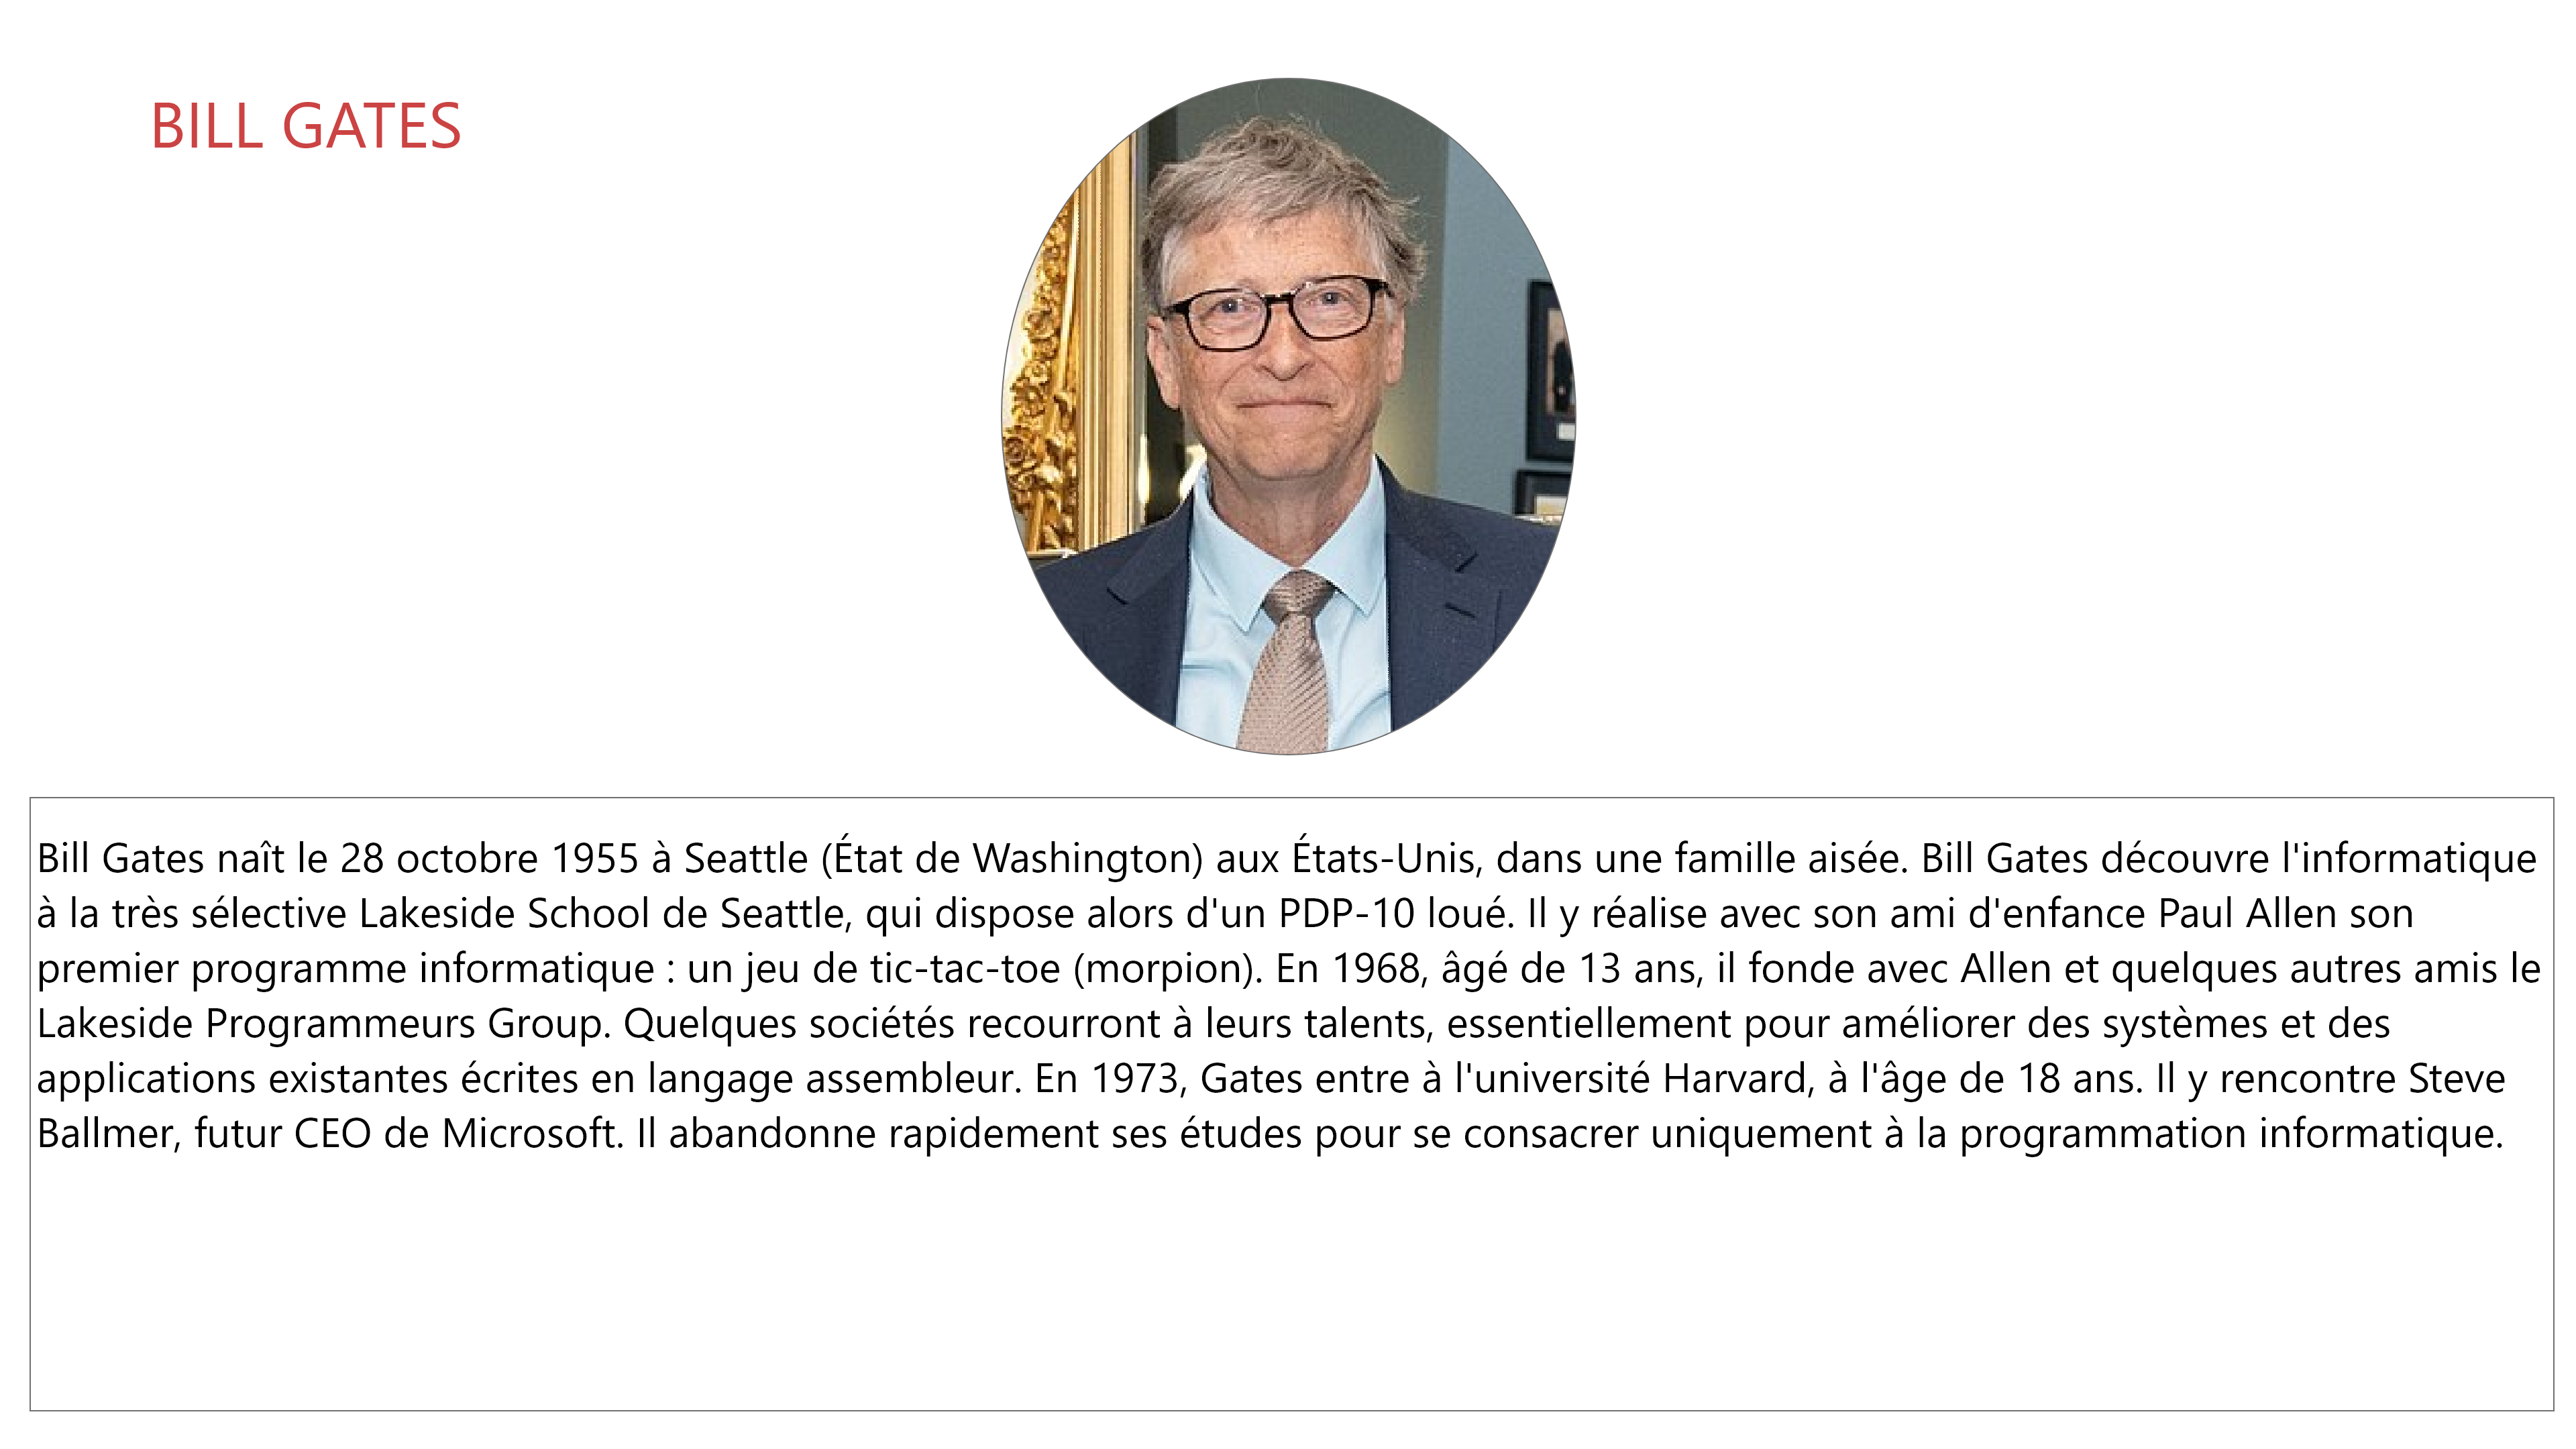 BILL GATES
Bill Gates naît le 28 octobre 1955 à Seattle (État de Washington) aux États-Unis, dans une famille aisée. Bill Gates découvre l'informatique
à la très sélective Lakeside School de Seattle, qui dispose alors d'un PDP-10 loué. Il y réalise avec son ami d'enfance Paul Allen son
premier programme informatique : un jeu de tic-tac-toe (morpion). En 1968, âgé de 13 ans, il fonde avec Allen et quelques autres amis le
Lakeside Programmeurs Group. Quelques sociétés recourront à leurs talents, essentiellement pour améliorer des systèmes et des
applications existantes écrites en langage assembleur. En 1973, Gates entre à l'université Harvard, à l'âge de 18 ans. Il y rencontre Steve
Ballmer, futur CEO de Microsoft. Il abandonne rapidement ses études pour se consacrer uniquement à la programmation informatique.